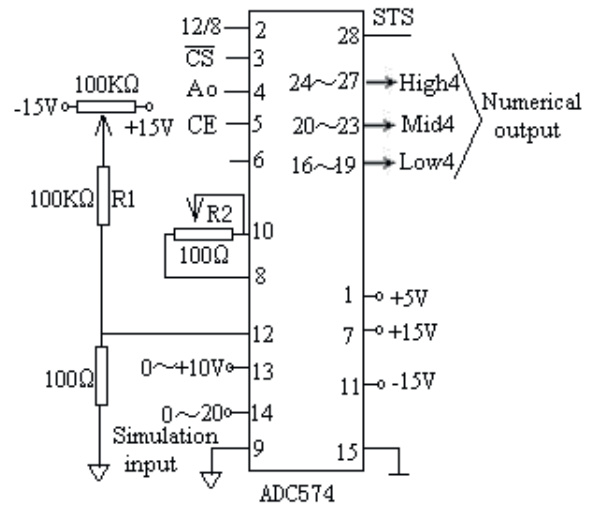 12/8 2
CS 3
Ao 4
CE 5
6
100KΩ
-15V
+15V
100KΩ R1
R2
100Ω
10
8
12
100Ω
0～+10V 13
0～20 14
Simulation
input
9
28 STS
24～27 High4
20～23 Mid4
16～19 Low4
Numerical
output
1 +5V
7 +15V
11 -15V
15
ADC574